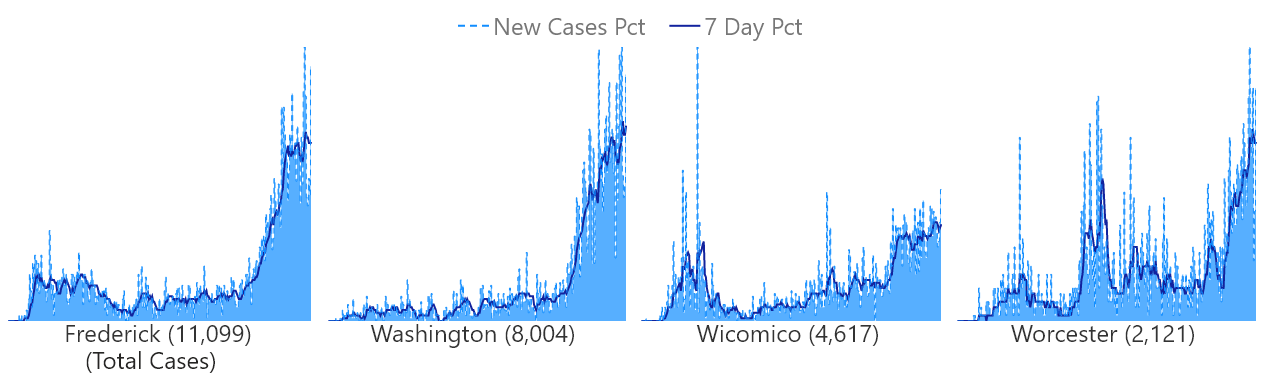 New Cases Pct 7 Day Pct
Frederick (11,099) Washington (8,004) Wicomico (4,617) Worcester (2,121)
(Total Cases)